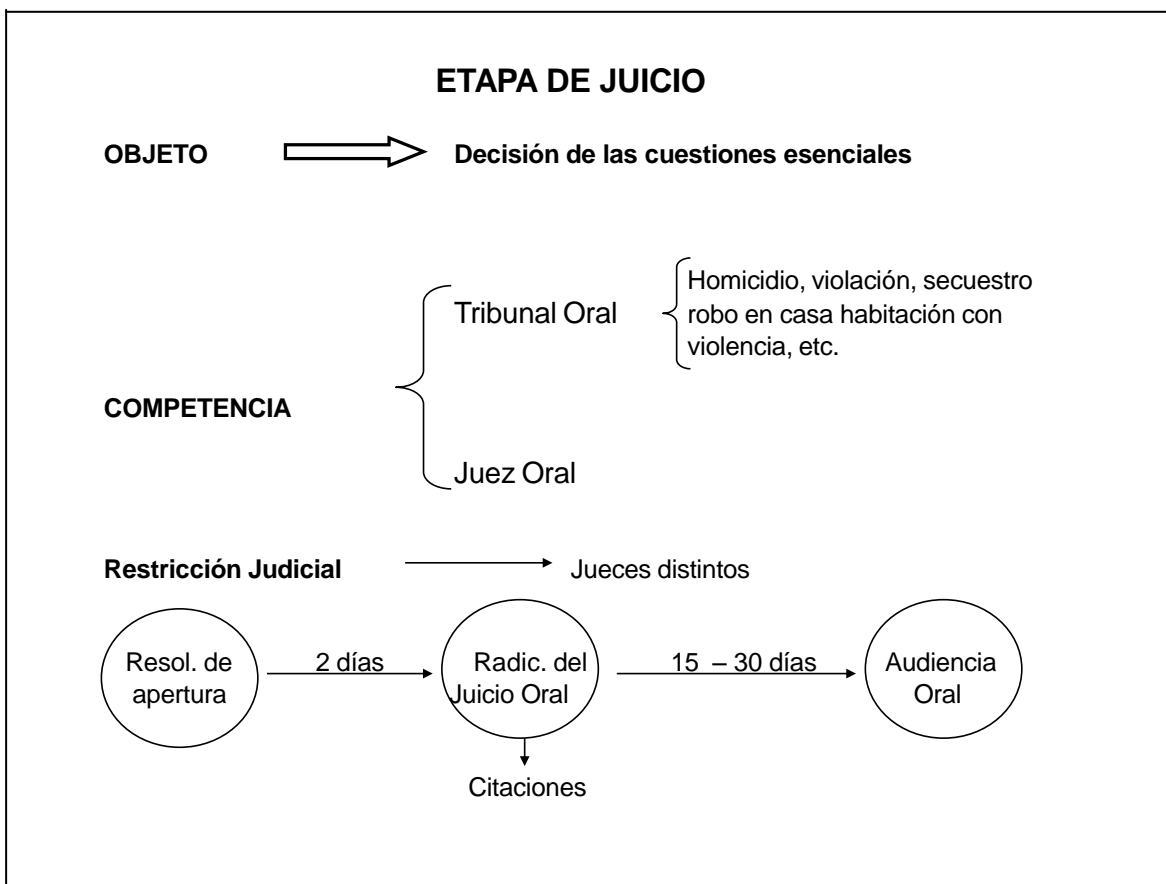 ETAPA DE JUICIO
OBJETO
Decisión de las cuestiones esenciales
Homicidio, violación, secuestro
robo en casa habitación con
violencia, etc.
Tribunal Oral
COMPETENCIA
Juez Oral
Restricción Judicial
Jueces distintos
Resol. de
apertura
2 días
Radic. del
Juicio Oral
15 – 30 días
Audiencia
Oral
Citaciones